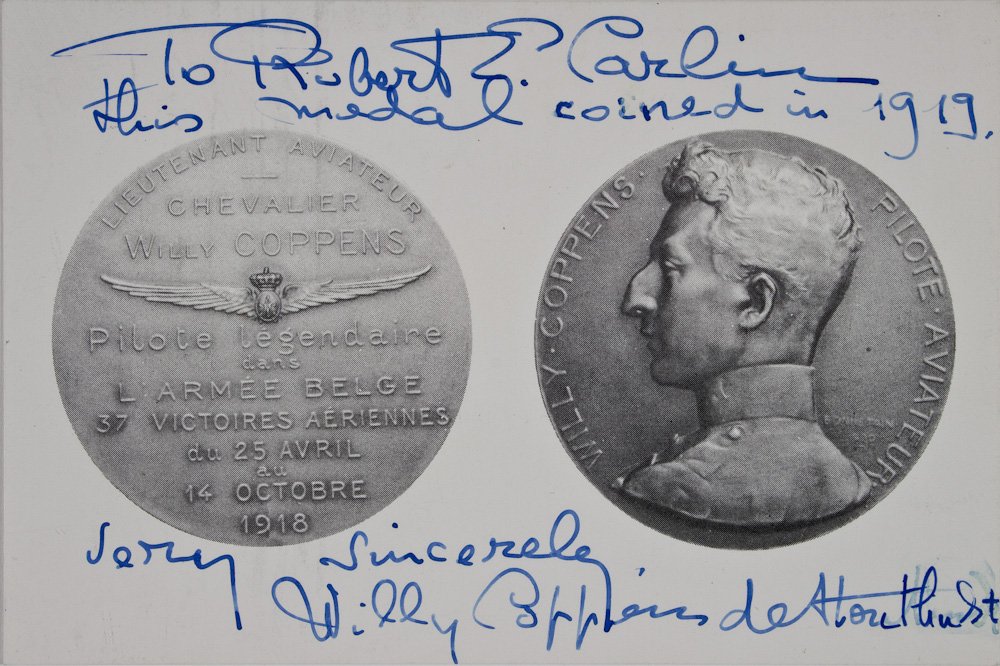 To Robert E. Carlin
this medal coined in 1919.
LIEUTENANT AVIATEUR
CHEVALIER
WILLY COPPENS
Pilote légendaire
dans
L'ARMÉE BELGE
37 VICTOIRES AÉRIENNES
du 25 AVRIL
au
14 OCTOBRE
1918
WILLY · COPPENS · PILOTE · AVIATEUR
very sincerely
Willy Coppens de Houthulst